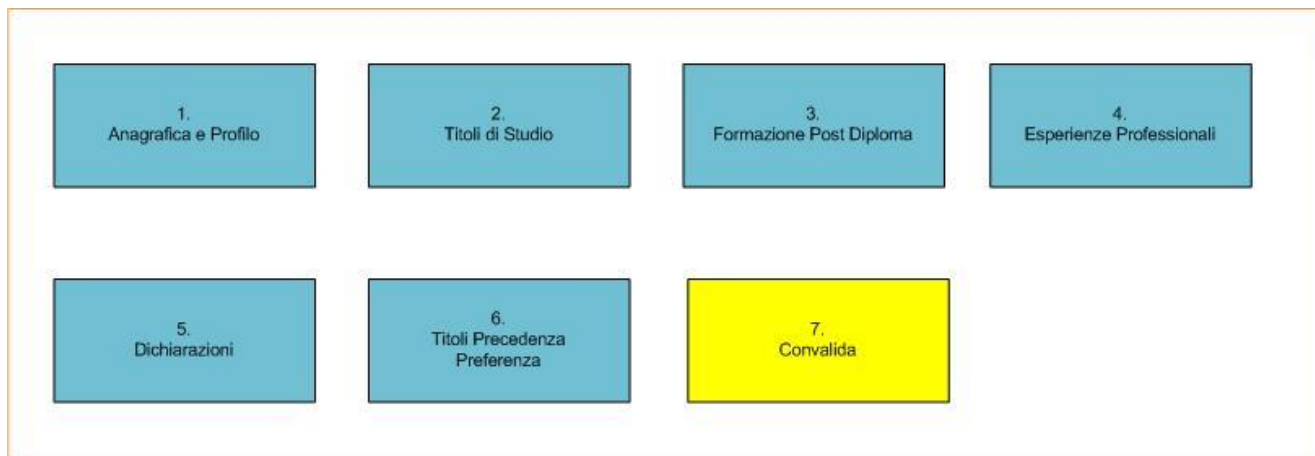 1.
Anagrafica e Profilo
2.
Titoli di Studio
3.
Formazione Post Diploma
4.
Esperienze Professionali
5.
Dichiarazioni
6.
Titoli Precedenza
Preferenza
7.
Convalida